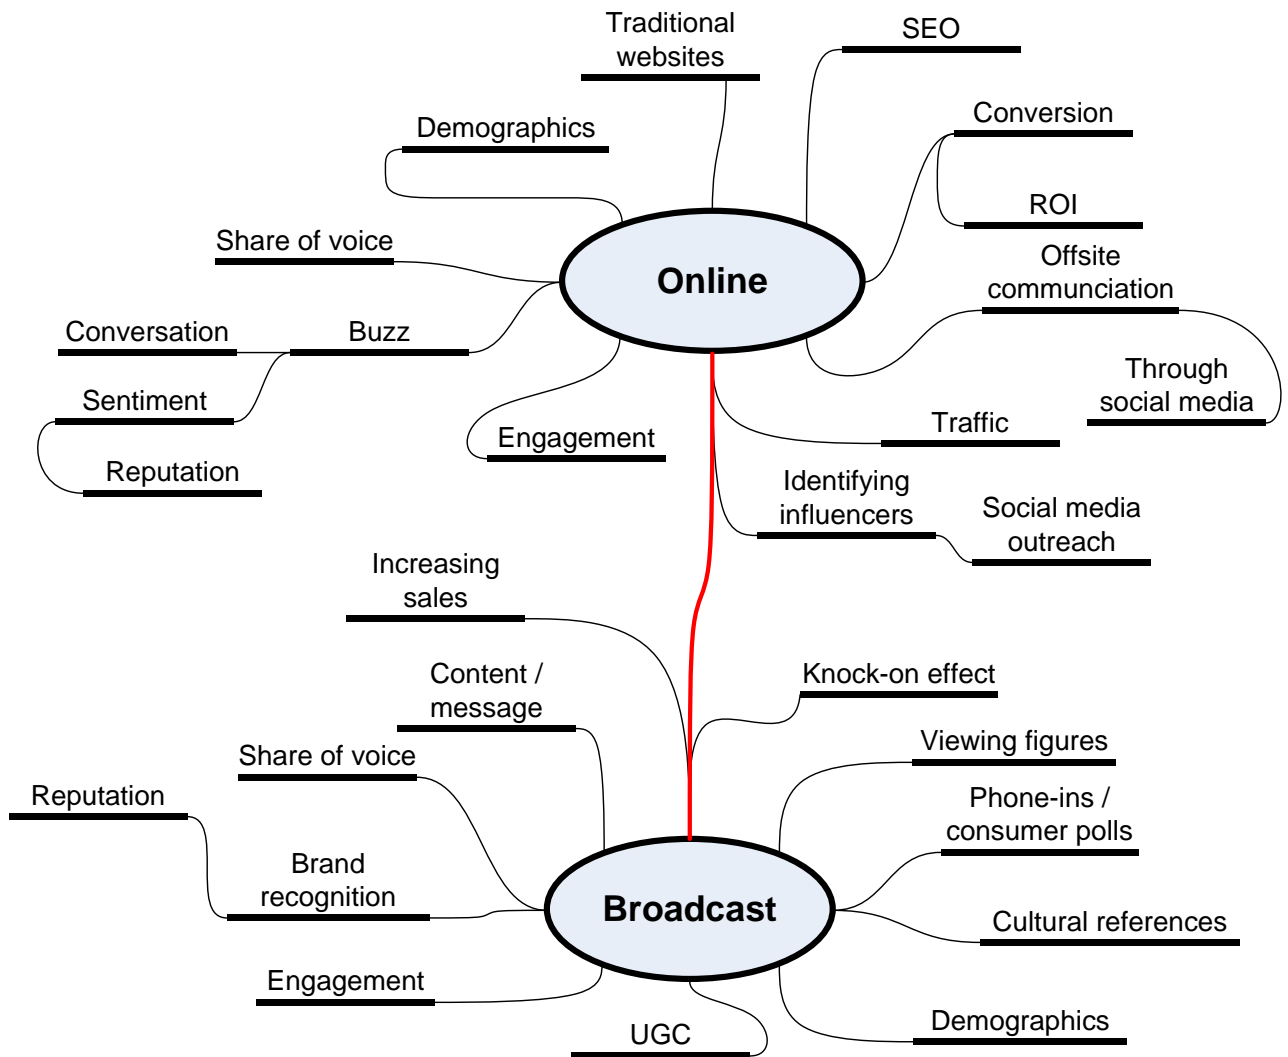 Traditional
websites
SEO
Demographics
Conversion
ROI
Share of voice
Online
Offsite
communciation
Conversation
Buzz
Through
social media
Sentiment
Engagement
Traffic
Reputation
Identifying
influencers
Social media
outreach
Increasing
sales
Content /
message
Knock-on effect
Share of voice
Viewing figures
Reputation
Phone-ins /
consumer polls
Brand
recognition
Broadcast
Cultural references
Engagement
UGC
Demographics